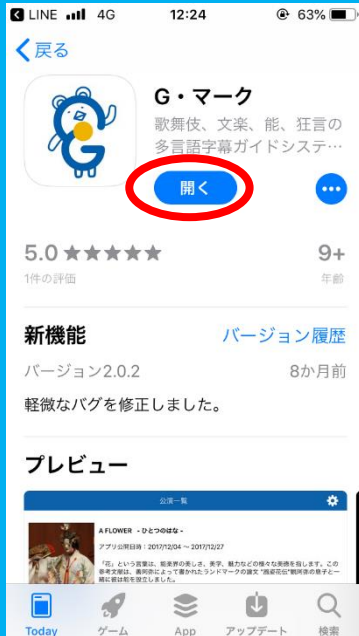 LINE 4G 12:24 63%
戻る
G・マーク
歌舞伎、文楽、能、狂言の
多言語字幕ガイドシステ…
開く
5.0 ★★★★★ 9+
1件の評価 年齢
新機能 バージョン履歴
バージョン2.0.2 8か月前
軽微なバグを修正しました。
プレビュー
公演一覧
A FLOWER - ひとつのはな -
アプリ公開日時：2017/12/04 ～ 2017/12/27
Today ゲーム App アップデート 検索